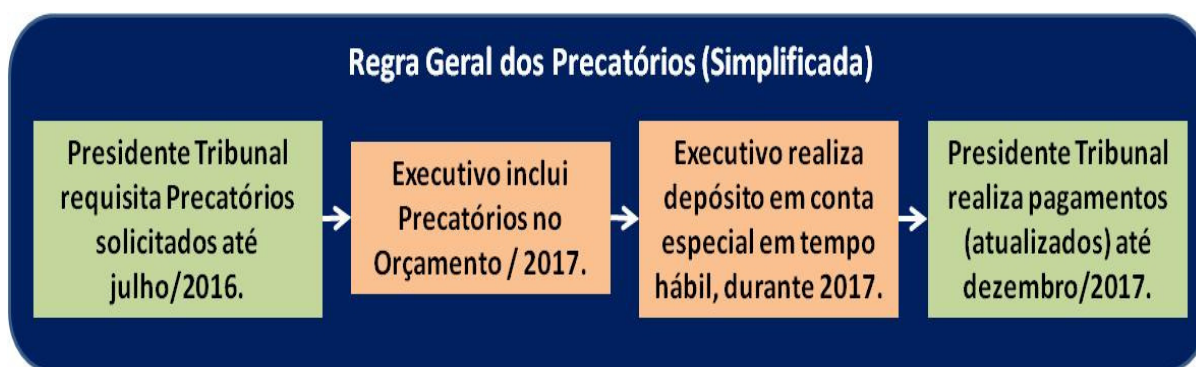 Regra Geral dos Precatórios (Simplificada)
Presidente Tribunal
requisita Precatórios
solicitados até
julho/2016.
Executivo inclui
Precatórios no
Orçamento / 2017.
Executivo realiza
depósito em conta
especial em tempo
hábil, durante 2017.
Presidente Tribunal
realiza pagamentos
(atualizados) até
dezembro/2017.